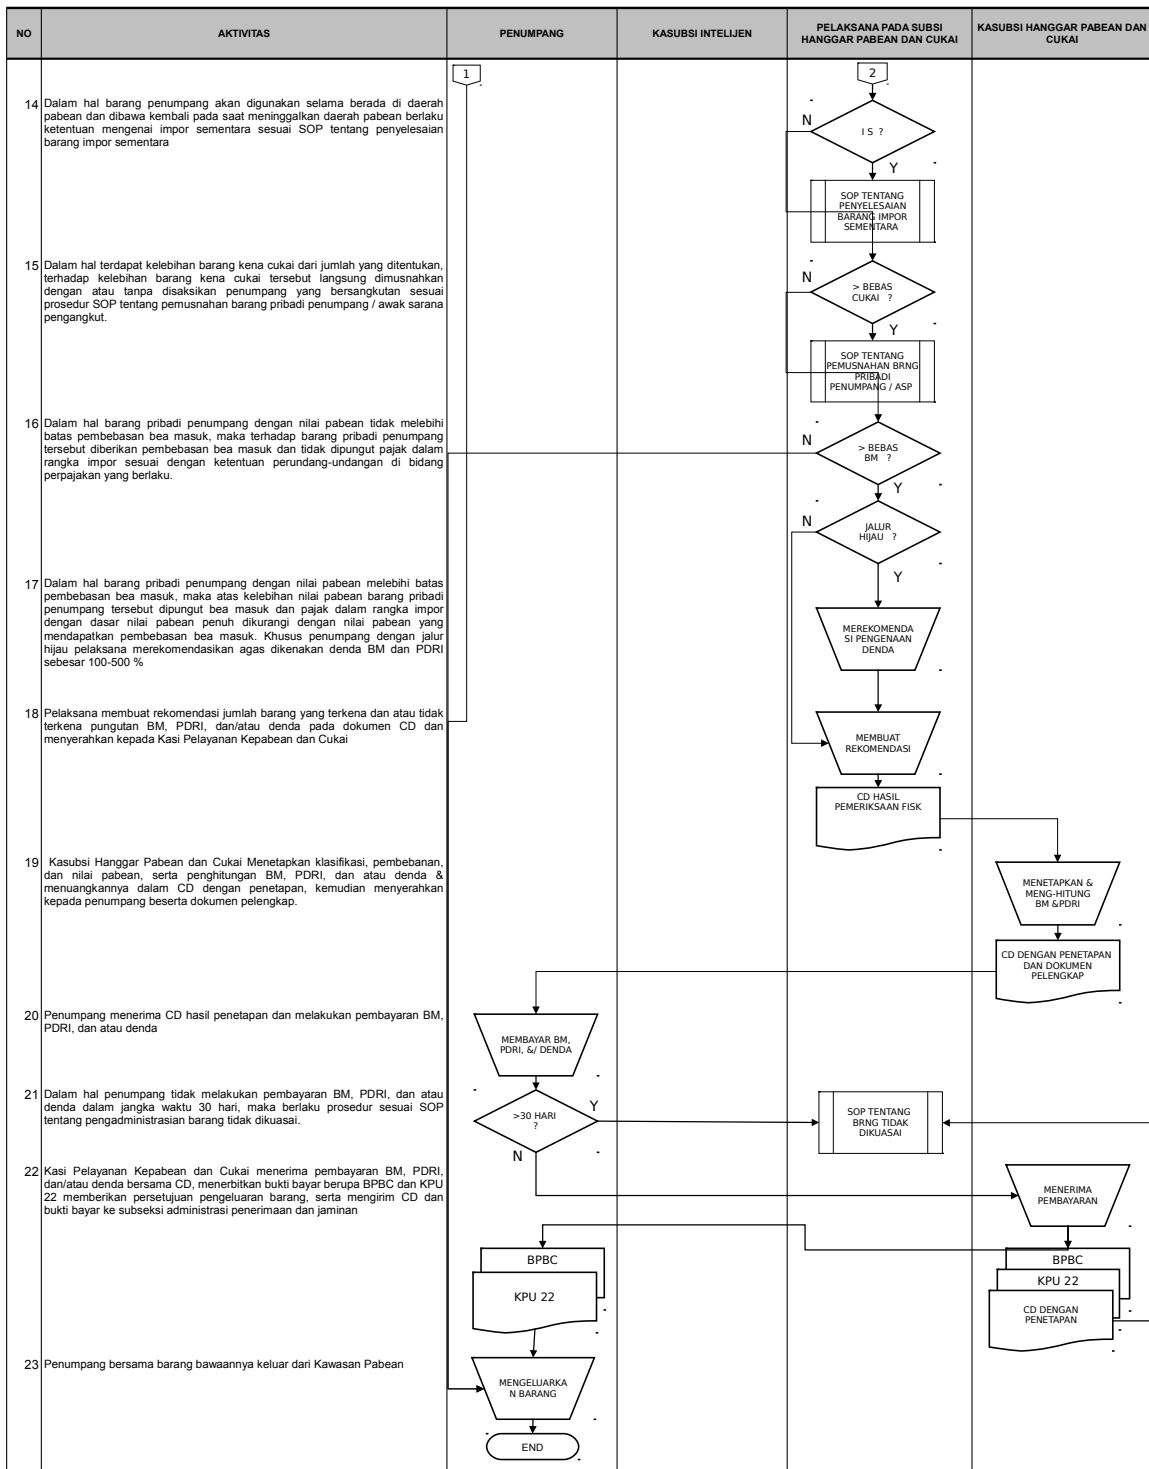 NO
AKTIVITAS
PENUMPANG
KASUBSI INTELIJEN
PELAKSANA PADA SUBSI
HANGGAR PABEAN DAN CUKAI
KASUBSI HANGGAR PABEAN DAN
CUKAI
1
2
14 Dalam hal barang penumpang akan digunakan selama berada di daerah
pabean dan dibawa kembali pada saat meninggalkan daerah pabean berlaku
ketentuan mengenai impor sementara sesuai SOP tentang penyelesaian
barang impor sementara
N
I S ?
Y
SOP TENTANG
PENYELESAIAN
BARANG IMPOR
SEMENTARA
15 Dalam hal terdapat kelebihan barang kena cukai dari jumlah yang ditentukan,
terhadap kelebihan barang kena cukai tersebut langsung dimusnahkan
dengan atau tanpa disaksikan penumpang yang bersangkutan sesuai
prosedur SOP tentang pemusnahan barang pribadi penumpang / awak sarana
pengangkut.
N
> BEBAS
CUKAI ?
Y
SOP TENTANG
PEMUSNAHAN BRNG
PRIBADI
PENUMPANG / ASP
16 Dalam hal barang pribadi penumpang dengan nilai pabean tidak melebihi
batas pembebasan bea masuk, maka terhadap barang pribadi penumpang
tersebut diberikan pembebasan bea masuk dan tidak dipungut pajak dalam
rangka impor sesuai dengan ketentuan perundang-undangan di bidang
perpajakan yang berlaku.
N
> BEBAS
BM ?
Y
N
JALUR
HIJAU ?
Y
17 Dalam hal barang pribadi penumpang dengan nilai pabean melebihi batas
pembebasan bea masuk, maka atas kelebihan nilai pabean barang pribadi
penumpang tersebut dipungut bea masuk dan pajak dalam rangka impor
dengan dasar nilai pabean penuh dikurangi dengan nilai pabean yang
mendapatkan pembebasan bea masuk. Khusus penumpang dengan jalur
hijau pelaksana merekomendasikan agas dikenakan denda BM dan PDRI
sebesar 100-500 %
MEREKOMENDA
SI PENGENAAN
DENDA
18 Pelaksana membuat rekomendasi jumlah barang yang terkena dan atau tidak
terkena pungutan BM, PDRI, dan/atau denda pada dokumen CD dan
menyerahkan kepada Kasi Pelayanan Kepabean dan Cukai
MEMBUAT
REKOMENDASI
CD HASIL
PEMERIKSAAN FISK
19 Kasubsi Hanggar Pabean dan Cukai Menetapkan klasifikasi, pembebanan,
dan nilai pabean, serta penghitungan BM, PDRI, dan atau denda &
menuangkannya dalam CD dengan penetapan, kemudian menyerahkan
kepada penumpang beserta dokumen pelengkap.
MENETAPKAN &
MENG-HITUNG
BM &PDRI
CD DENGAN PENETAPAN
DAN DOKUMEN
PELENGKAP
20 Penumpang menerima CD hasil penetapan dan melakukan pembayaran BM,
PDRI, dan atau denda
MEMBAYAR BM,
PDRI, &/ DENDA
21 Dalam hal penumpang tidak melakukan pembayaran BM, PDRI, dan atau
denda dalam jangka waktu 30 hari, maka berlaku prosedur sesuai SOP
tentang pengadministrasian barang tidak dikuasai.
>30 HARI
?
Y
N
SOP TENTANG
BRNG TIDAK
DIKUASAI
22 Kasi Pelayanan Kepabean dan Cukai menerima pembayaran BM, PDRI,
dan/atau denda bersama CD, menerbitkan bukti bayar berupa BPBC dan KPU
22 memberikan persetujuan pengeluaran barang, serta mengirim CD dan
bukti bayar ke subseksi administrasi penerimaan dan jaminan
MENERIMA
PEMBAYARAN
BPBC
KPU 22
BPBC
KPU 22
CD DENGAN
PENETAPAN
23 Penumpang bersama barang bawaannya keluar dari Kawasan Pabean
MENGELUARKA
N BARANG
END